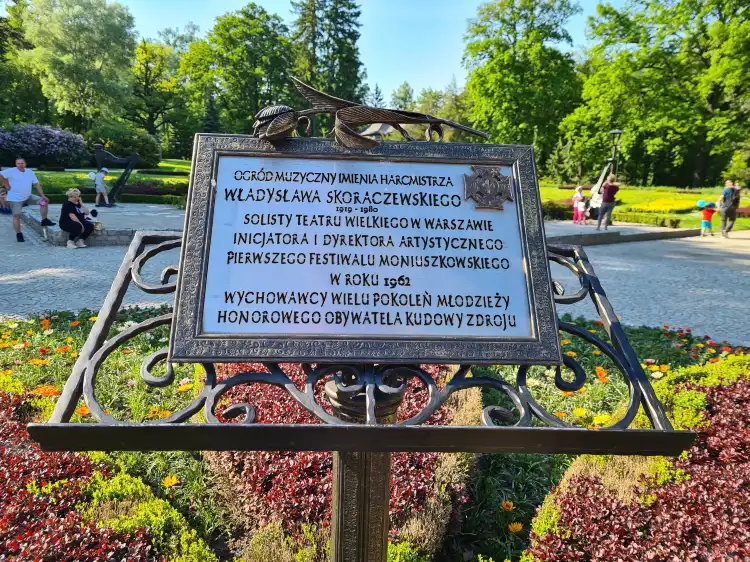 OGRÓD MUZYCZNY IMIENIA HARCMISTRZA
WŁADYSŁAWA SKORACZEWSKIEGO
1919 - 1980
SOLISTY TEATRU WIELKIEGO W WARSZAWIE
INICJATORA I DYREKTORA ARTYSTYCZNEGO
PIERWSZEGO FESTIWALU MONIUSZKOWSKIEGO
W ROKU 1962
WYCHOWAWCY WIELU POKOLEŃ MŁODZIEŻY
HONOROWEGO OBYWATELA KUDOWY ZDROJU